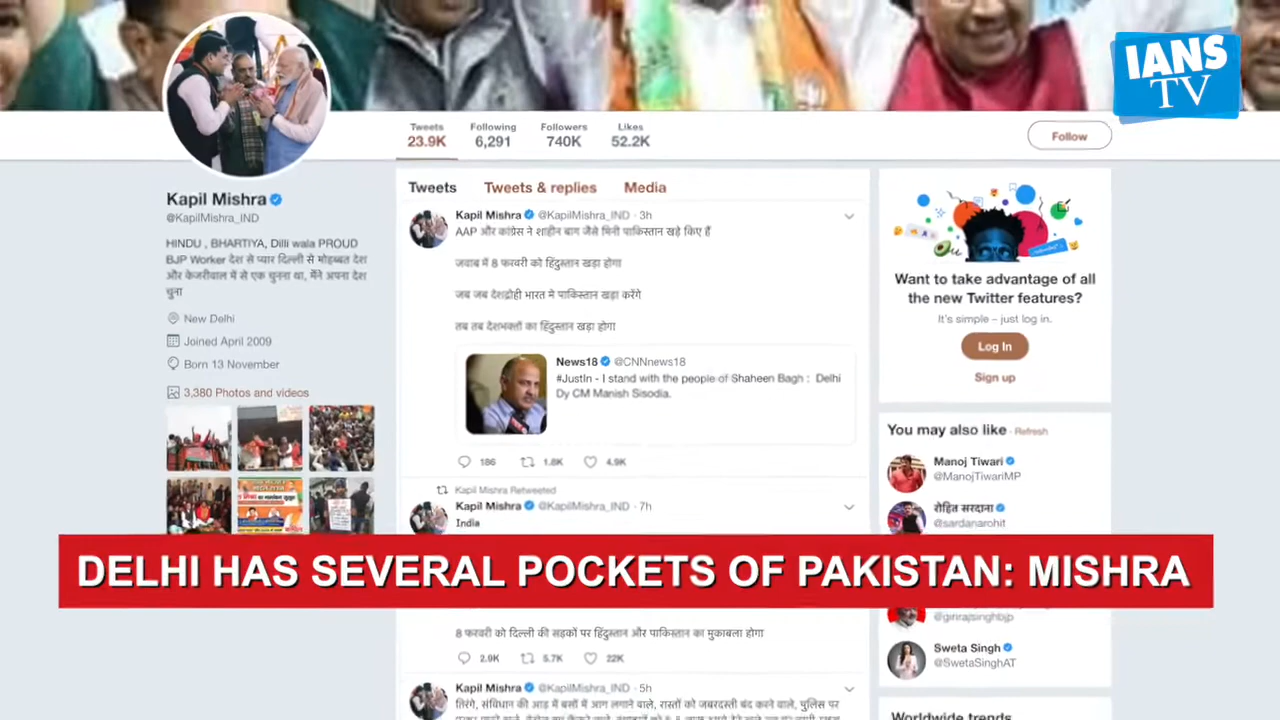 IANS
TV
Tweets Following Followers Likes
23.9K 6,291 740K 52.2K
Follow
Kapil Mishra
@KapilMishra_IND
HINDU , BHARTIYA, Dilli wala PROUD
BJP Worker देश से प्यार दिल्ली से मोहब्बत देश
और केजरीवाल में से एक चुनना था, मैंने अपना देश
चुना
New Delhi
Joined April 2009
Born 13 November
3,380 Photos and videos
Tweets Tweets & replies Media
Kapil Mishra @KapilMishra_IND · 3h
AAP और कांग्रेस ने शाहीन बाग जैसे मिनी पाकिस्तान खड़े किए हैं
जवाब में 8 फरवरी को हिंदुस्तान खड़ा होगा
जब जब देशद्रोही भारत मे पाकिस्तान खड़ा करेंगे
तब तब देशभक्तों का हिंदुस्तान खड़ा होगा
News18 @CNNnews18
#JustIn - I stand with the people of Shaheen Bagh : Delhi
Dy CM Manish Sisodia.
186 1.8K 4.9K
Kapil Mishra Retweeted
Kapil Mishra @KapilMishra_IND · 7h
India
8 फरवरी को दिल्ली की सड़कों पर हिंदुस्तान और पाकिस्तान का मुकाबला होगा
2.9K 5.7K 22K
Kapil Mishra @KapilMishra_IND · 5h
तिरंगे, संविधान की आड़ में बसों में आग लगाने वाले, रास्तों को जबरदस्ती बंद करने वाले, पुलिस पर
Want to take advantage of all
the new Twitter features?
It's simple – just log in.
Log In
Sign up
You may also like · Refresh
Manoj Tiwari
@ManojTiwariMP
रोहित सरदाना
@sardanarohit
@girirajsinghbjp
Sweta Singh
@SwetaSinghAT
Worldwide trends
DELHI HAS SEVERAL POCKETS OF PAKISTAN: MISHRA